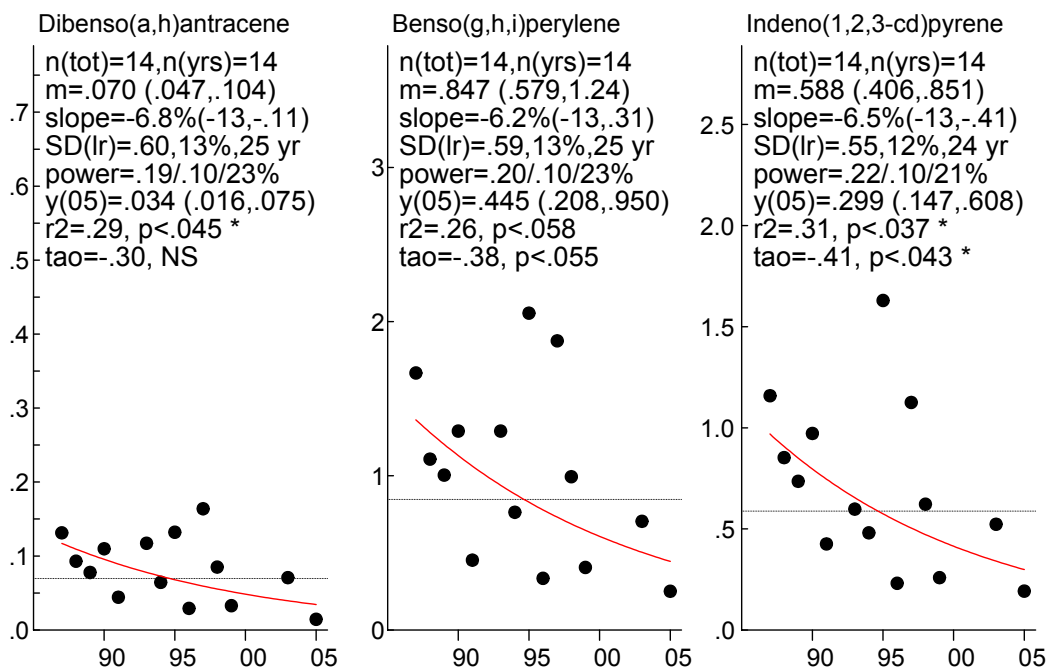 Dibenso(a,h)antracene
n(tot)=14,n(yrs)=14
m=.070 (.047,.104)
slope=-6.8%(-13,-.11)
SD(lr)=.60,13%,25 yr
power=.19/.10/23%
y(05)=.034 (.016,.075)
r2=.29, p<.045 *
tao=-.30, NS
.7
.6
.5
.4
.3
.2
.1
.0
90 95 00 05
Benso(g,h,i)perylene
n(tot)=14,n(yrs)=14
m=.847 (.579,1.24)
slope=-6.2%(-13,.31)
SD(lr)=.59,13%,25 yr
power=.20/.10/23%
y(05)=.445 (.208,.950)
r2=.26, p<.058
tao=-.38, p<.055
3
2
1
0
90 95 00 05
Indeno(1,2,3-cd)pyrene
n(tot)=14,n(yrs)=14
m=.588 (.406,.851)
slope=-6.5%(-13,-.41)
SD(lr)=.55,12%,24 yr
power=.22/.10/21%
y(05)=.299 (.147,.608)
r2=.31, p<.037 *
tao=-.41, p<.043 *
2.5
2.0
1.5
1.0
.5
.0
90 95 00 05